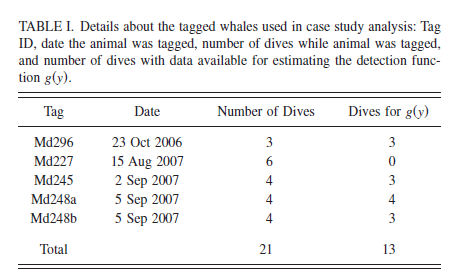 TABLE I. Details about the tagged whales used in case study analysis: Tag
ID, date the animal was tagged, number of dives while animal was tagged,
and number of dives with data available for estimating the detection func-
tion g(y).
Tag Date Number of Dives Dives for g(y)
Md296 23 Oct 2006 3 3
Md227 15 Aug 2007 6 0
Md245 2 Sep 2007 4 3
Md248a 5 Sep 2007 4 4
Md248b 5 Sep 2007 4 3
Total 21 13